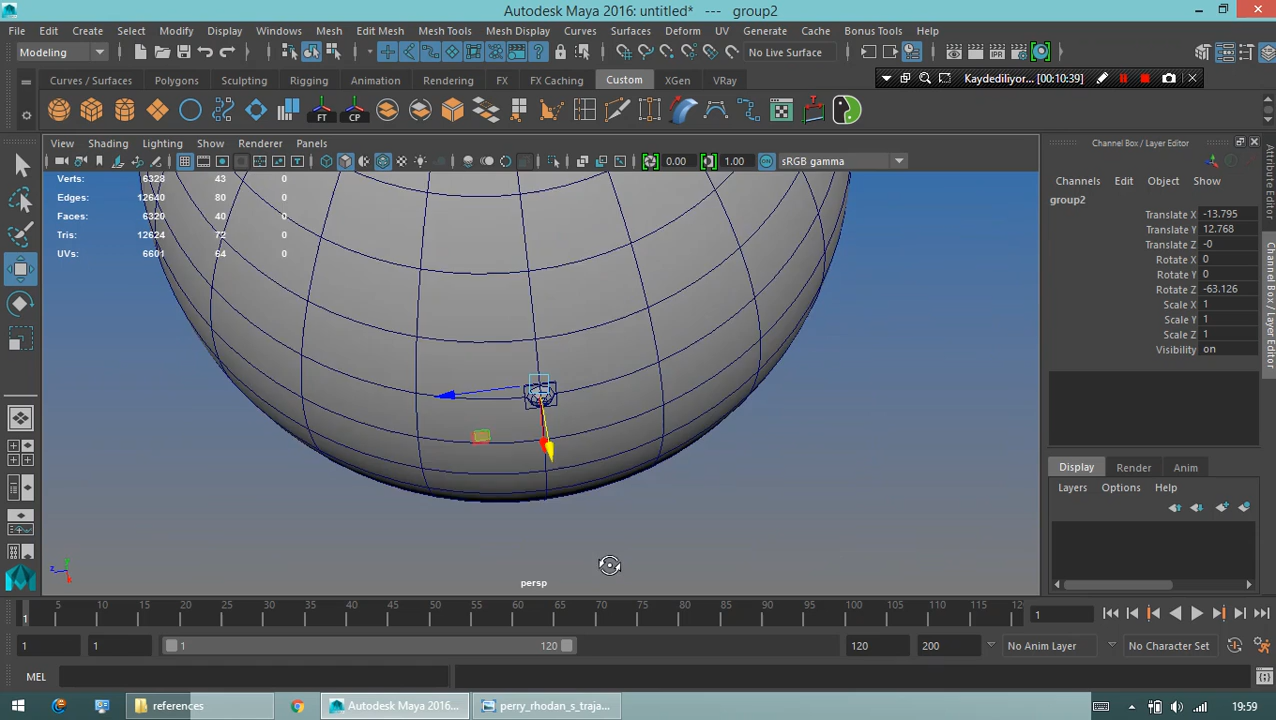 Autodesk Maya 2016: untitled* --- group2
File Edit Create Select Modify Display Windows Mesh Edit Mesh Mesh Tools Mesh Display Curves Surfaces Deform UV Generate Cache Bonus Tools Help
Modeling No Live Surface
Curves / Surfaces Polygons Sculpting Rigging Animation Rendering FX FX Caching Custom XGen VRay
Kaydediliyor... [00:10:39]
FT CP
View Shading Lighting Show Renderer Panels
0.00 1.00 sRGB gamma
Verts: 6328 43 0
Edges: 12640 80 0
Faces: 6320 40 0
Tris: 12624 72 0
UVs: 6601 64 0
persp
z
Channel Box / Layer Editor
Channels Edit Object Show
group2
Translate X -13.795
Translate Y 12.768
Translate Z -0
Rotate X 0
Rotate Y 0
Rotate Z -63.126
Scale X 1
Scale Y 1
Scale Z 1
Visibility on
Display Render Anim
Layers Options Help
Attribute Editor
Channel Box / Layer Editor
5 10 15 20 25 30 35 40 45 50 55 60 65 70 75 80 85 90 95 100 105 110 115 12
1 1
1 1 1 120 120 200 No Anim Layer No Character Set
MEL
references Autodesk Maya 2016... perry_rhodan_s_traja... 19:59